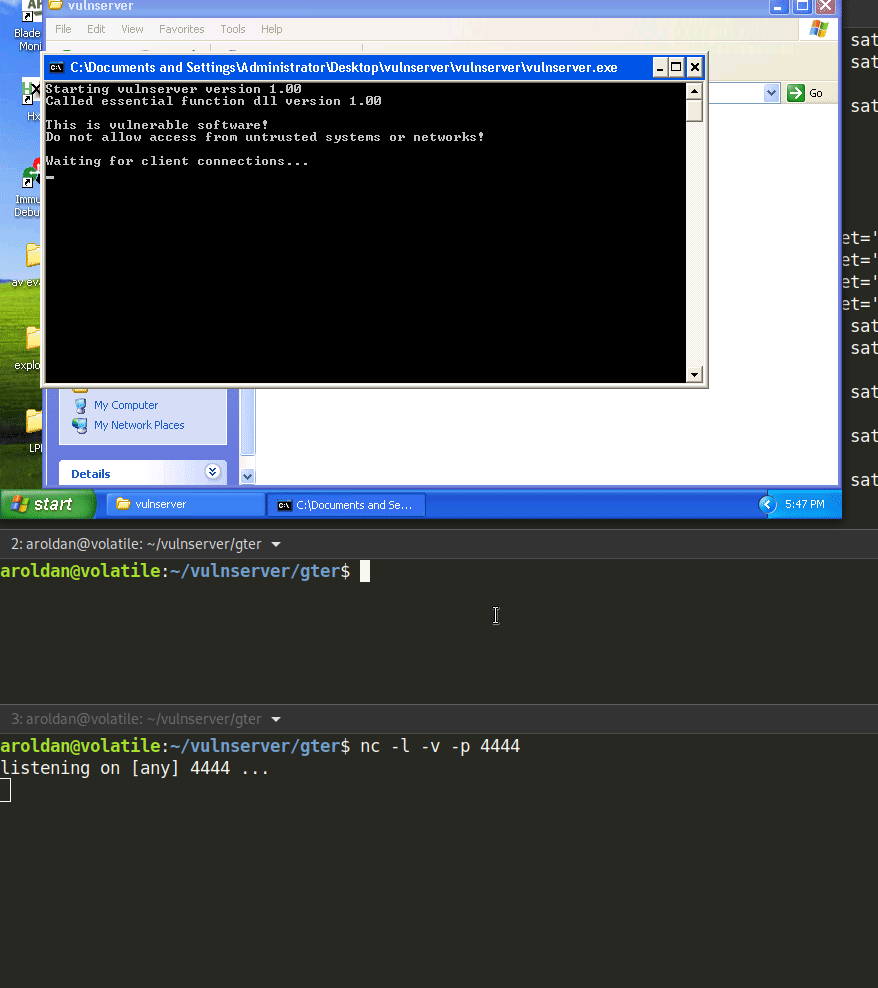 vulnserver
File Edit View Favorites Tools Help
Blade
Moni
C:\Documents and Settings\Administrator\Desktop\vulnserver\vulnserver\vulnserver.exe
Starting vulnserver version 1.00
Called essential function dll version 1.00
This is vulnerable software!
Do not allow access from untrusted systems or networks!
Waiting for client connections...
Go
Hx
Immu
Debu
av eva
explo
LPI
sat
sat
sat
et='
et='
et='
et='
sat
sat
sat
sat
sat
My Computer
My Network Places
Details
start
vulnserver
C:\Documents and Se...
5:47 PM
2: aroldan@volatile: ~/vulnserver/gter
aroldan@volatile:~/vulnserver/gter$
3: aroldan@volatile: ~/vulnserver/gter
aroldan@volatile:~/vulnserver/gter$ nc -l -v -p 4444
listening on [any] 4444 ...